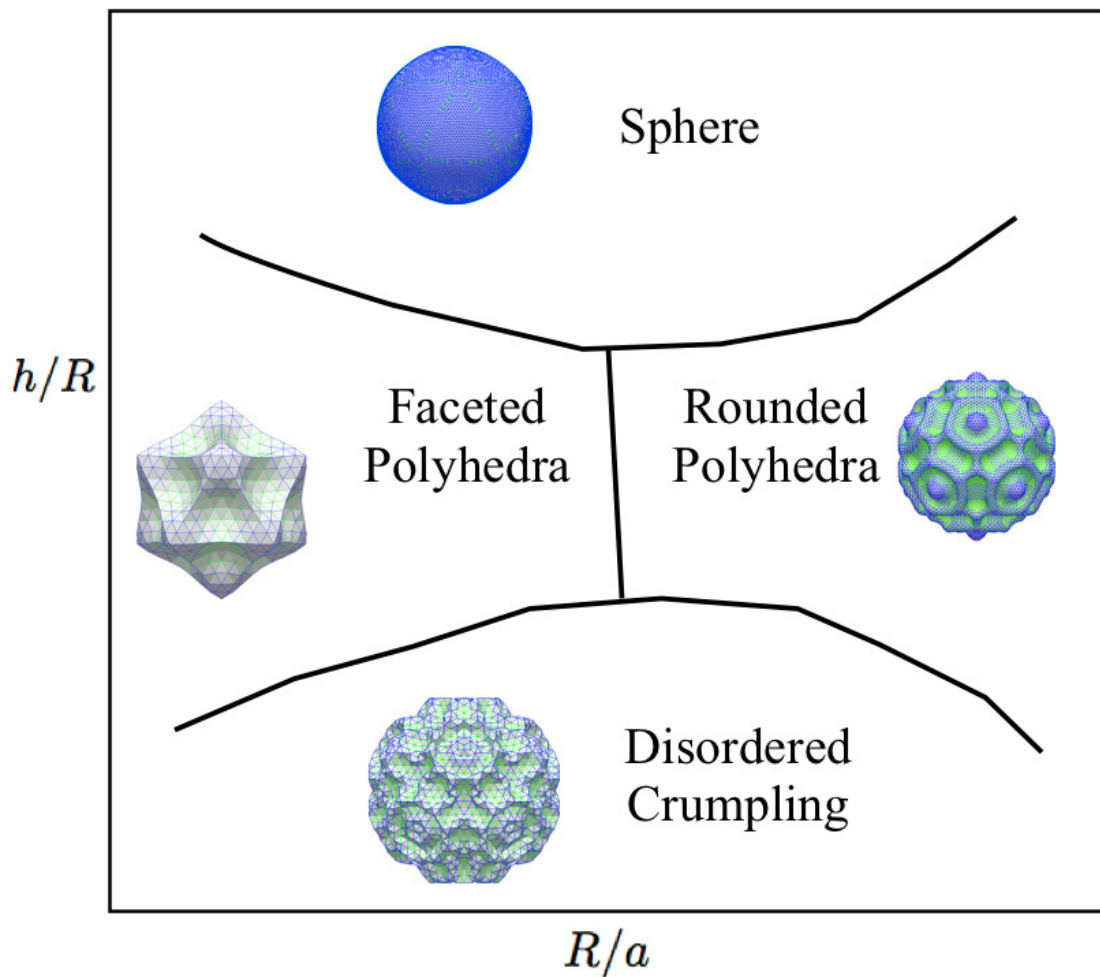 Sphere
h/R
Faceted
Polyhedra
Rounded
Polyhedra
Disordered
Crumpling
R/a